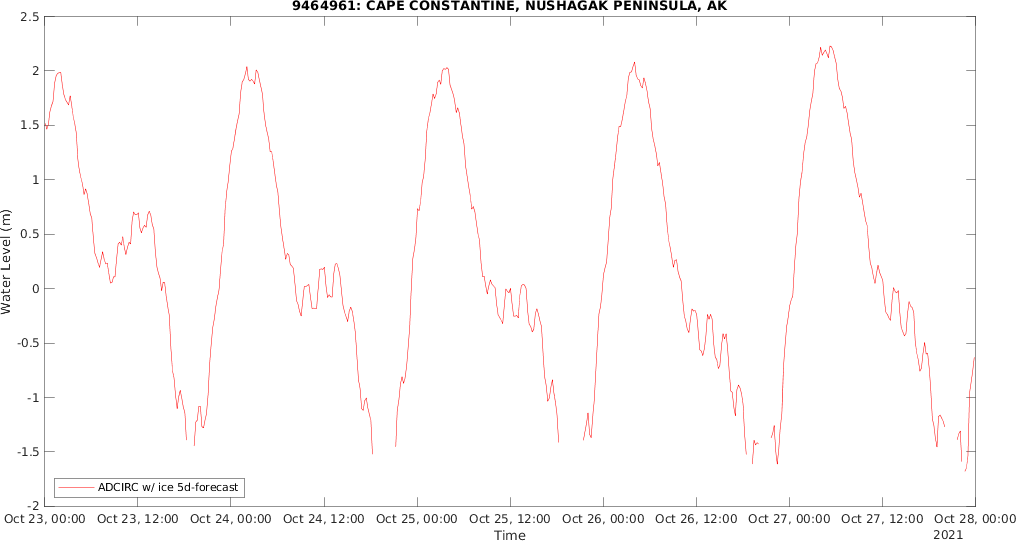 9464961: CAPE CONSTANTINE, NUSHAGAK PENINSULA, AK
2.5
2
1.5
1
0.5
0
-0.5
-1
-1.5
-2
Water Level (m)
ADCIRC w/ ice 5d-forecast
Oct 23, 00:00 Oct 23, 12:00 Oct 24, 00:00 Oct 24, 12:00 Oct 25, 00:00 Oct 25, 12:00 Oct 26, 00:00 Oct 26, 12:00 Oct 27, 00:00 Oct 27, 12:00 Oct 28, 00:00
Time
2021